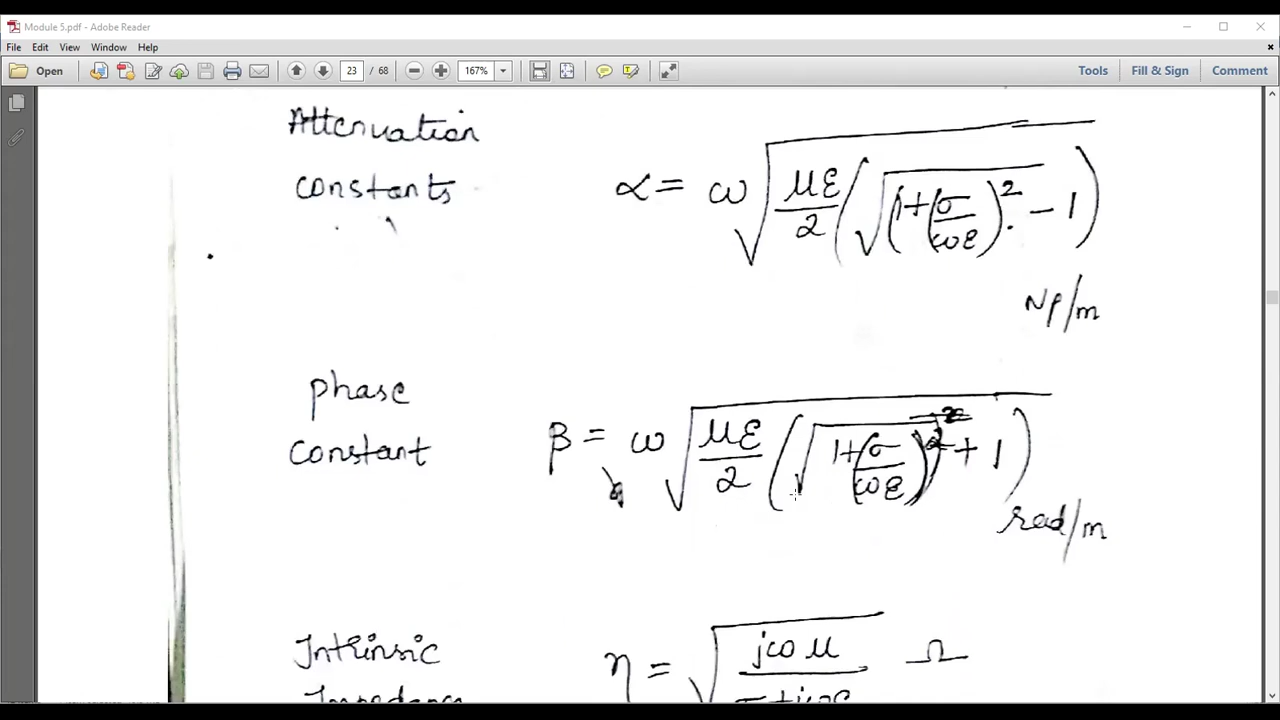 Module 5.pdf - Adobe Reader
File Edit View Window Help
Open 23 / 68 167% Tools Fill & Sign Comment
Attenuation
constants α = ω √(με/2 (√(1+(σ/ωε)² - 1)
Np/m
phase
constant β = ω √(με/2 (√(1+(σ/ωε)²) + 1)
rad/m
Intrinsic η = √(jωμ/σ+jωε) Ω
Impedance